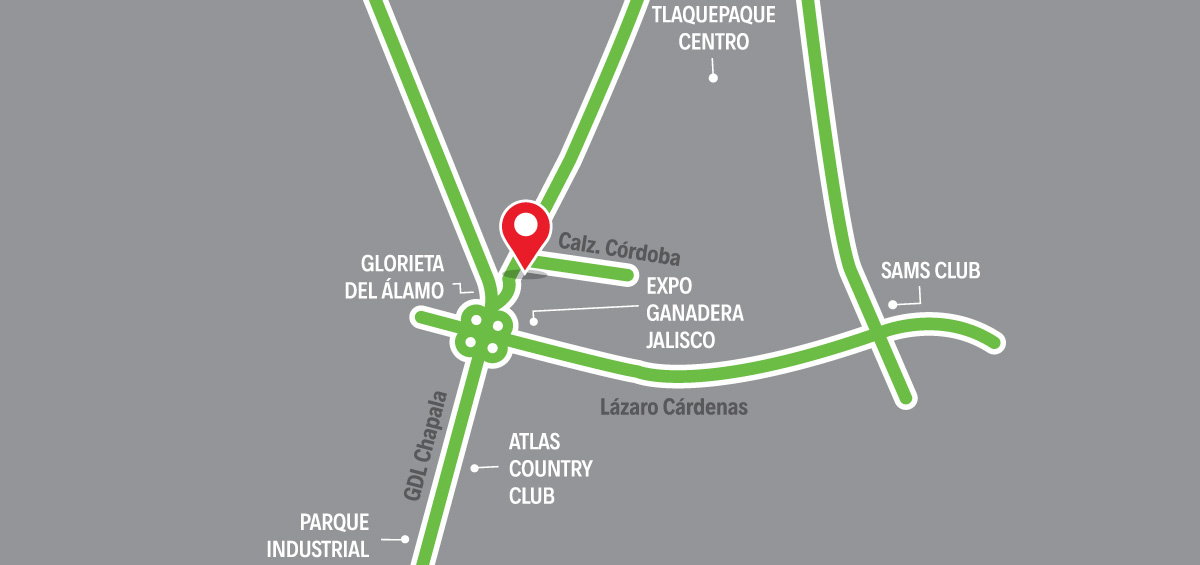 TLAQUEPAQUE
CENTRO
Calz. Córdoba
GLORIETA
DEL ÁLAMO
SAMS CLUB
EXPO
GANADERA
JALISCO
Lázaro Cárdenas
GDL Chapala
ATLAS
COUNTRY
CLUB
PARQUE
INDUSTRIAL